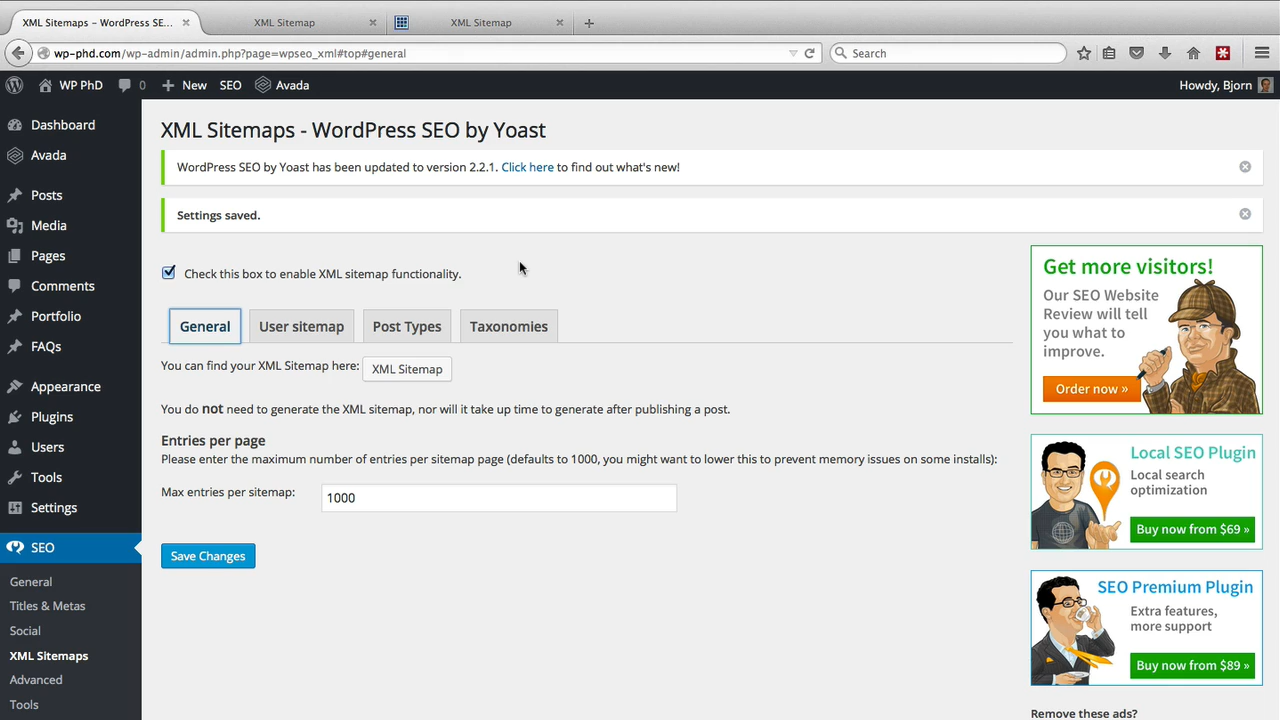 XML Sitemaps – WordPress SE...
XML Sitemap
XML Sitemap
wp-phd.com/wp-admin/admin.php?page=wpseo_xml#top#general
Search
WP PhD
0
New
SEO
Avada
Howdy, Bjorn
Dashboard
Avada
Posts
Media
Pages
Comments
Portfolio
FAQs
Appearance
Plugins
Users
Tools
Settings
SEO
General
Titles & Metas
Social
XML Sitemaps
Advanced
Tools
XML Sitemaps - WordPress SEO by Yoast
WordPress SEO by Yoast has been updated to version 2.2.1. Click here to find out what's new!
Settings saved.
Check this box to enable XML sitemap functionality.
General
User sitemap
Post Types
Taxonomies
You can find your XML Sitemap here: XML Sitemap
You do not need to generate the XML sitemap, nor will it take up time to generate after publishing a post.
Entries per page
Please enter the maximum number of entries per sitemap page (defaults to 1000, you might want to lower this to prevent memory issues on some installs):
Max entries per sitemap:
1000
Save Changes
Get more visitors!
Our SEO Website
Review will tell
you what to
improve.
Order now »
Local SEO Plugin
Local search
optimization
Buy now from $69 »
SEO Premium Plugin
Extra features,
more support
Buy now from $89 »
Remove these ads?